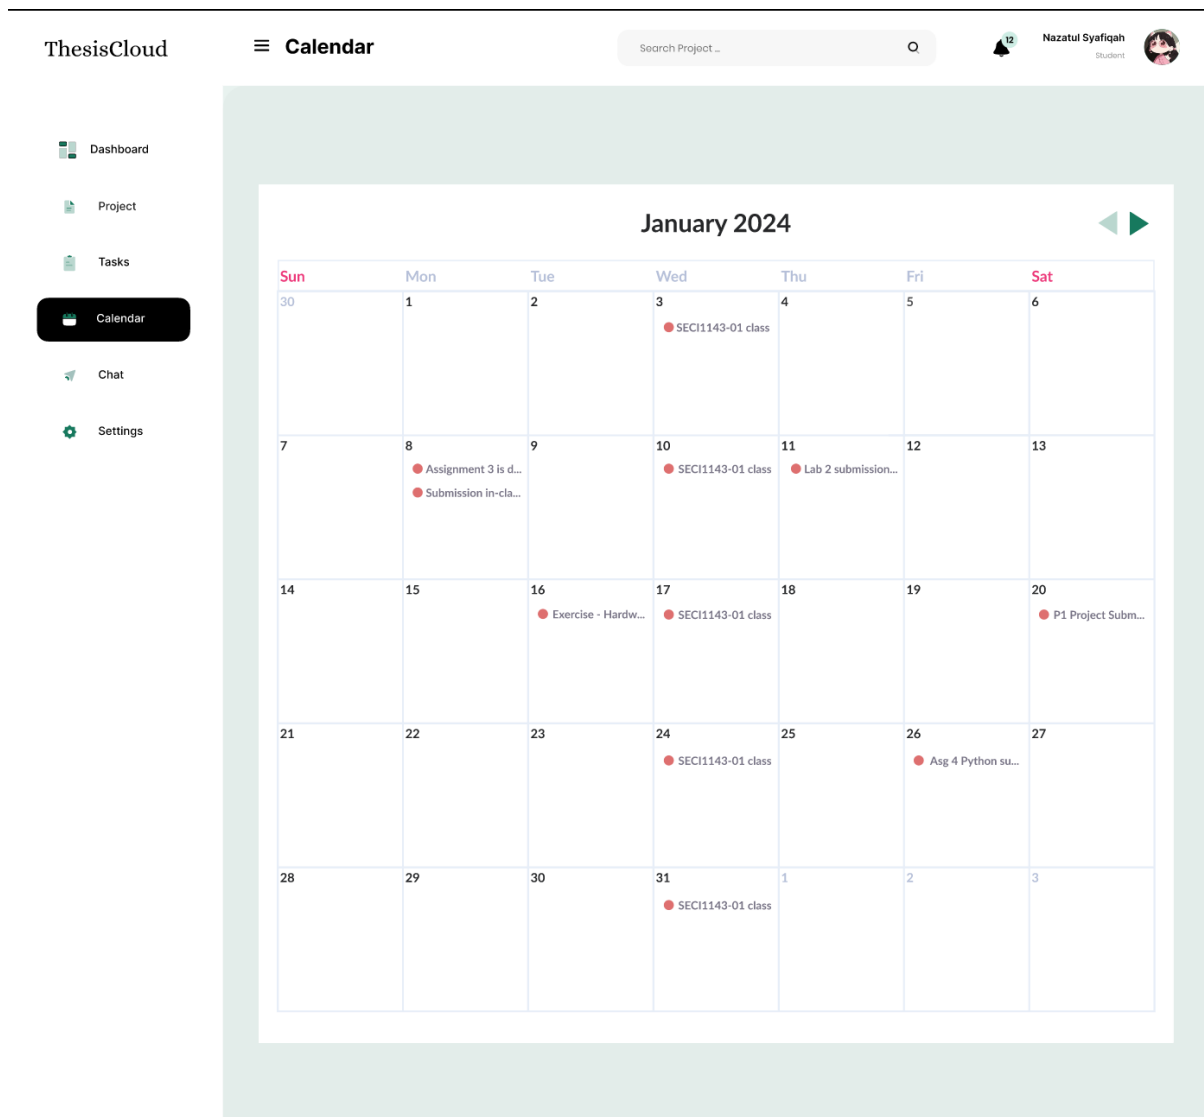 ThesisCloud
Calendar
Search Project ...
12
Nazatul Syafiqah
Student
Dashboard
Project
Tasks
Calendar
Chat
Settings
January 2024
Sun Mon Tue Wed Thu Fri Sat
30 1 2 3 4 5 6
SECI1143-01 class
7 8 9 10 11 12 13
Assignment 3 is d... SECI1143-01 class Lab 2 submission...
Submission in-cla...
14 15 16 17 18 19 20
Exercise - Hardw... SECI1143-01 class P1 Project Subm...
21 22 23 24 25 26 27
SECI1143-01 class Asg 4 Python su...
28 29 30 31 1 2 3
SECI1143-01 class